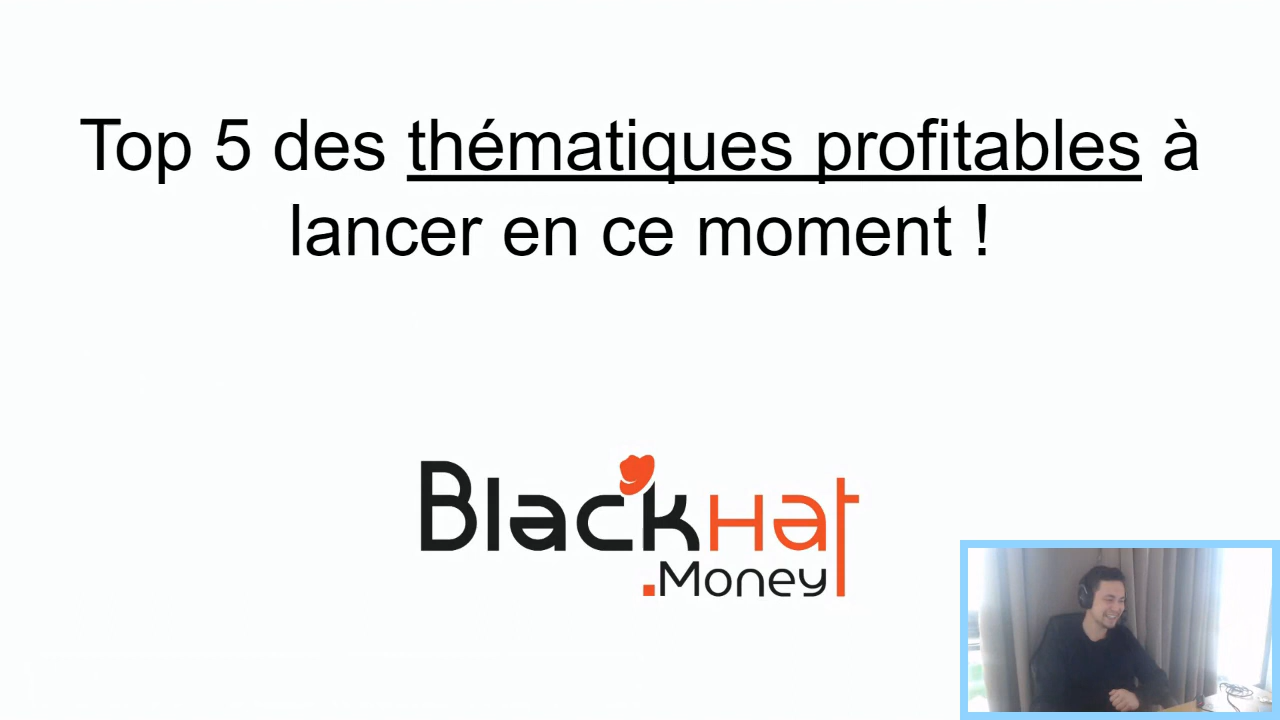 Top 5 des thématiques profitables à
lancer en ce moment !
BlackHat
.Money